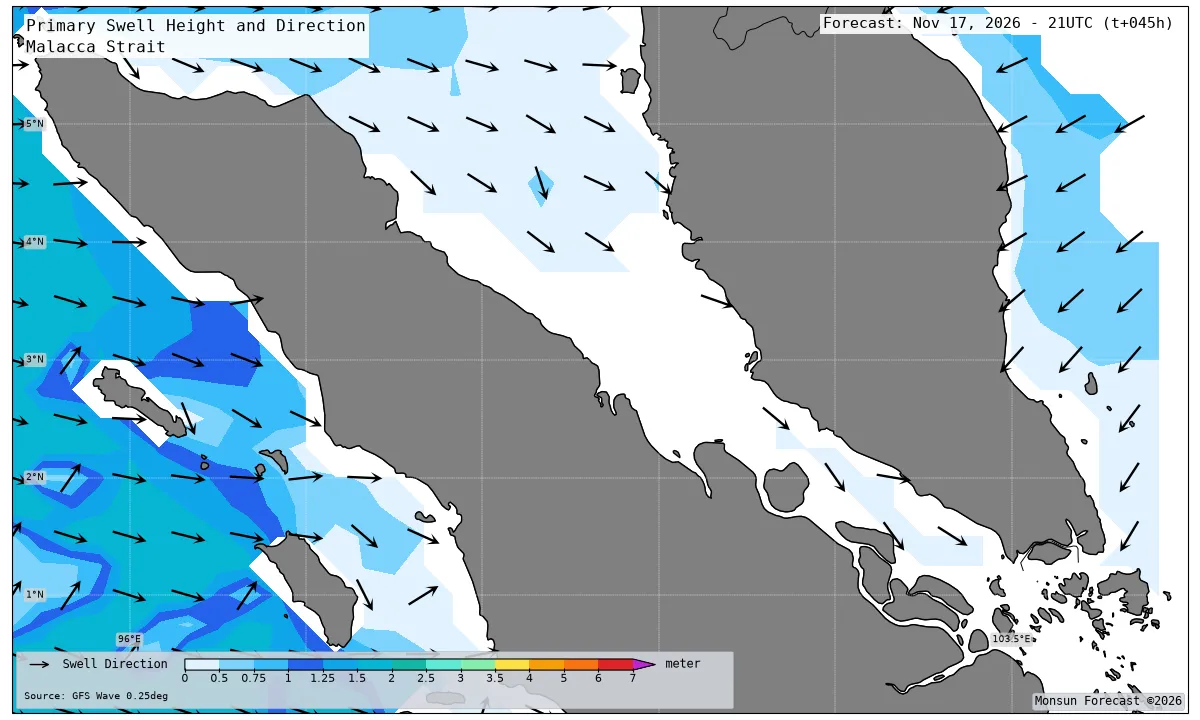 Primary Swell Height and Direction
Malacca Strait
Forecast: Nov 17, 2026 - 21UTC (t+045h)
5°N
4°N
3°N
2°N
1°N
96°E
103.5°E
Swell Direction
0 0.5 0.75 1 1.25 1.5 2 2.5 3 3.5 4 5 6 7
meter
Source: GFS Wave 0.25deg
Monsun Forecast ©2026